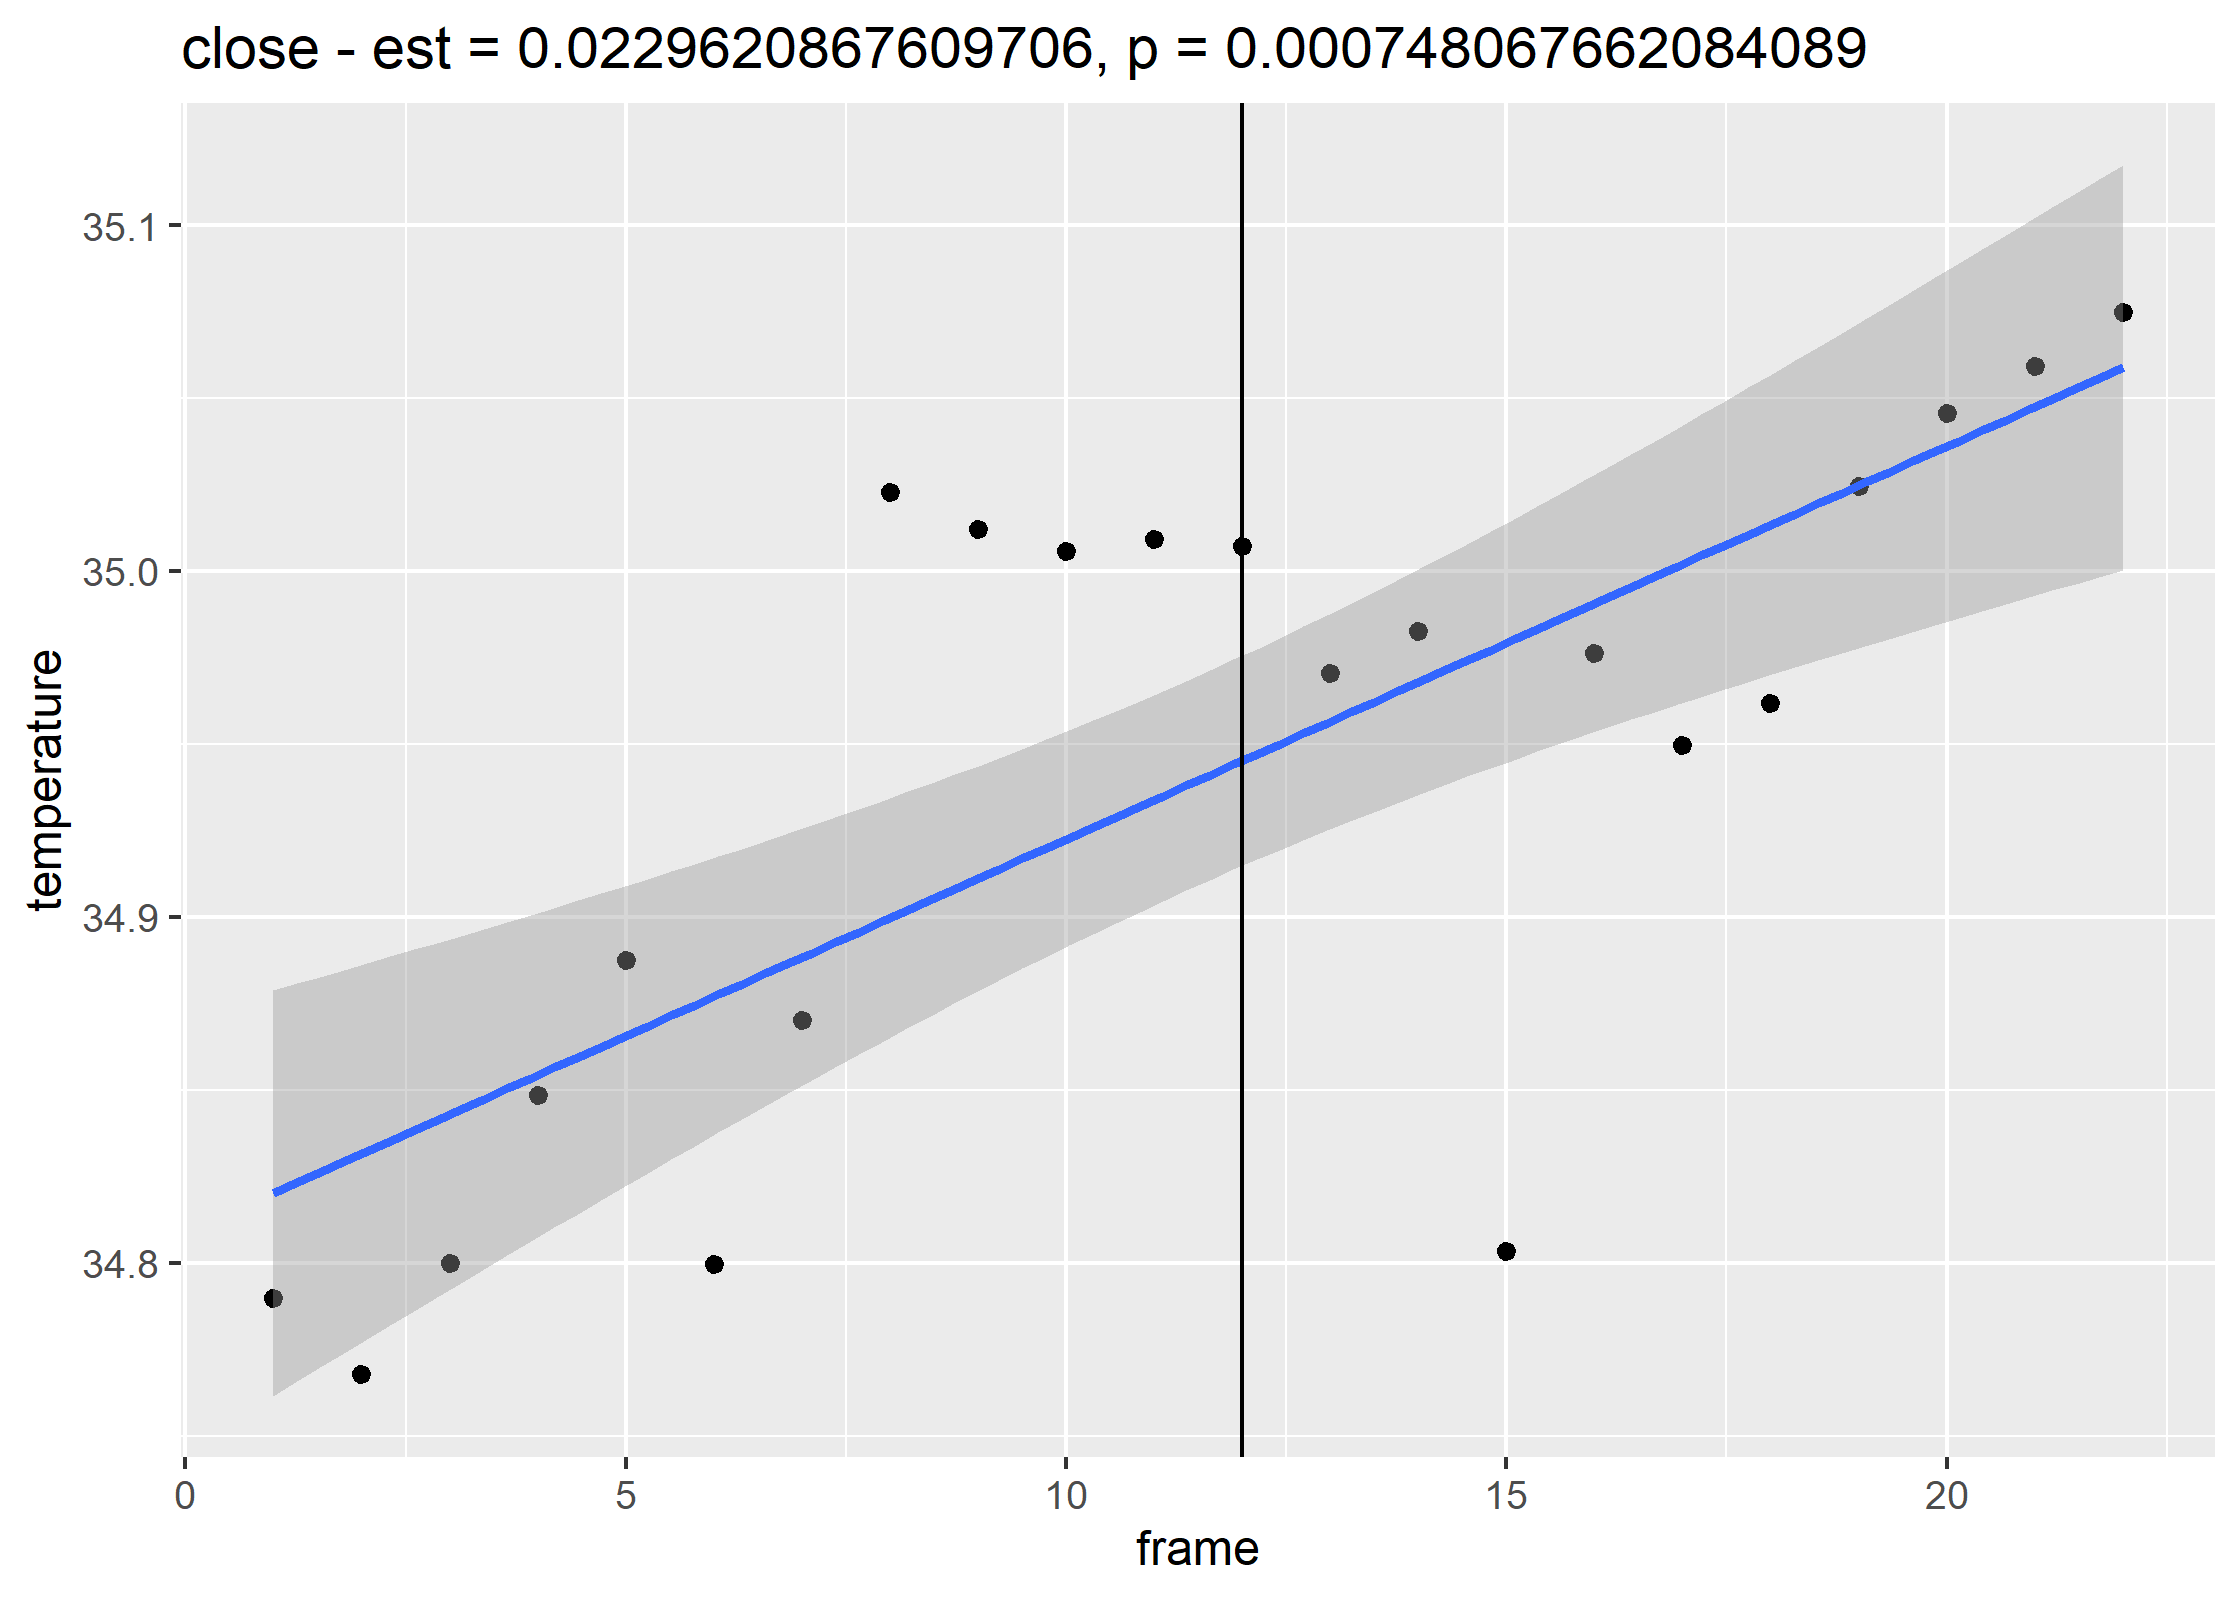 close - est = 0.0229620867609706, p = 0.000748067662084089
35.1
35.0
34.9
34.8
temperature
0 5 10 15 20
frame